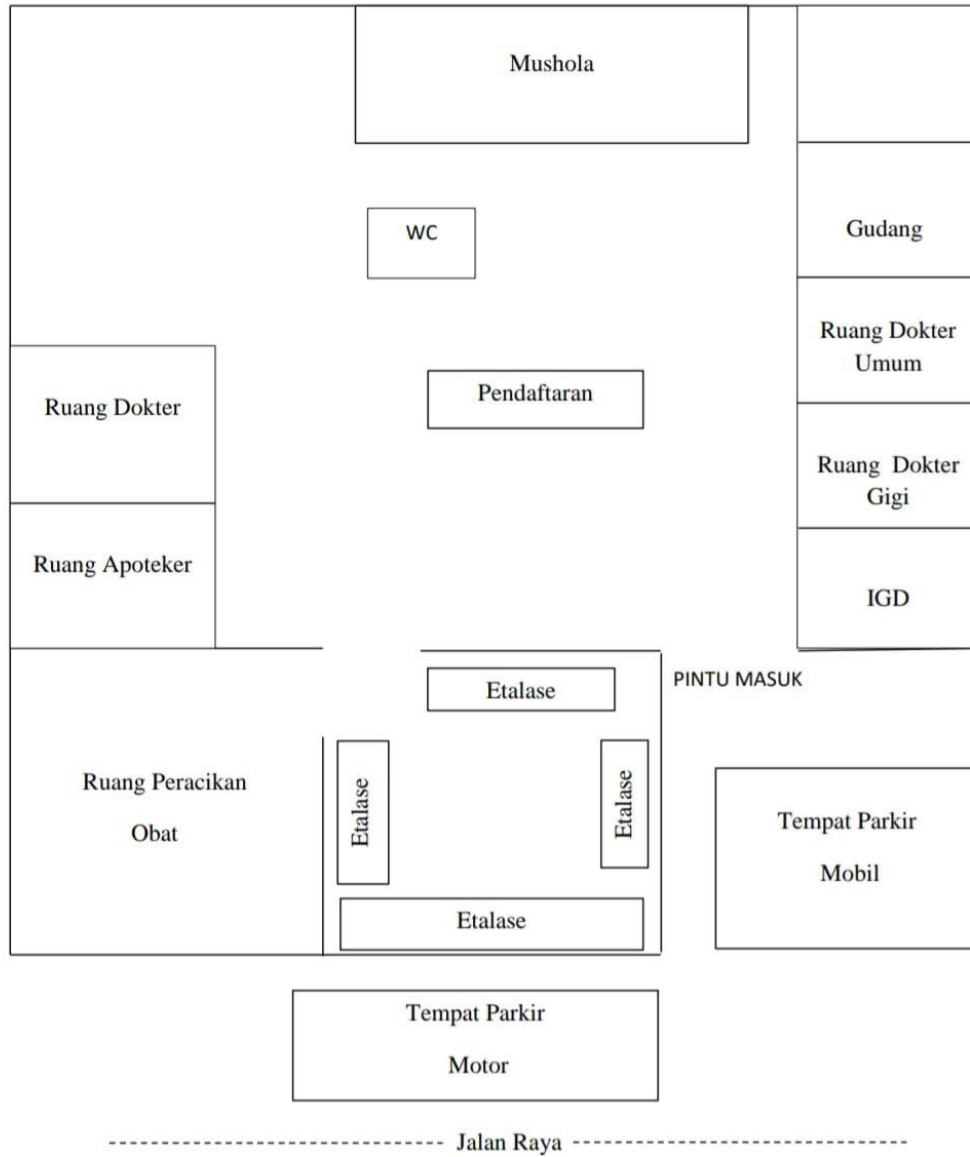 Mushola
WC
Gudang
Ruang Dokter
Umum
Pendaftaran
Ruang Dokter
Ruang Dokter
Gigi
Ruang Apoteker
IGD
PINTU MASUK
Etalase
Ruang Peracikan
Obat
Etalase
Etalase
Tempat Parkir
Mobil
Etalase
Tempat Parkir
Motor
Jalan Raya